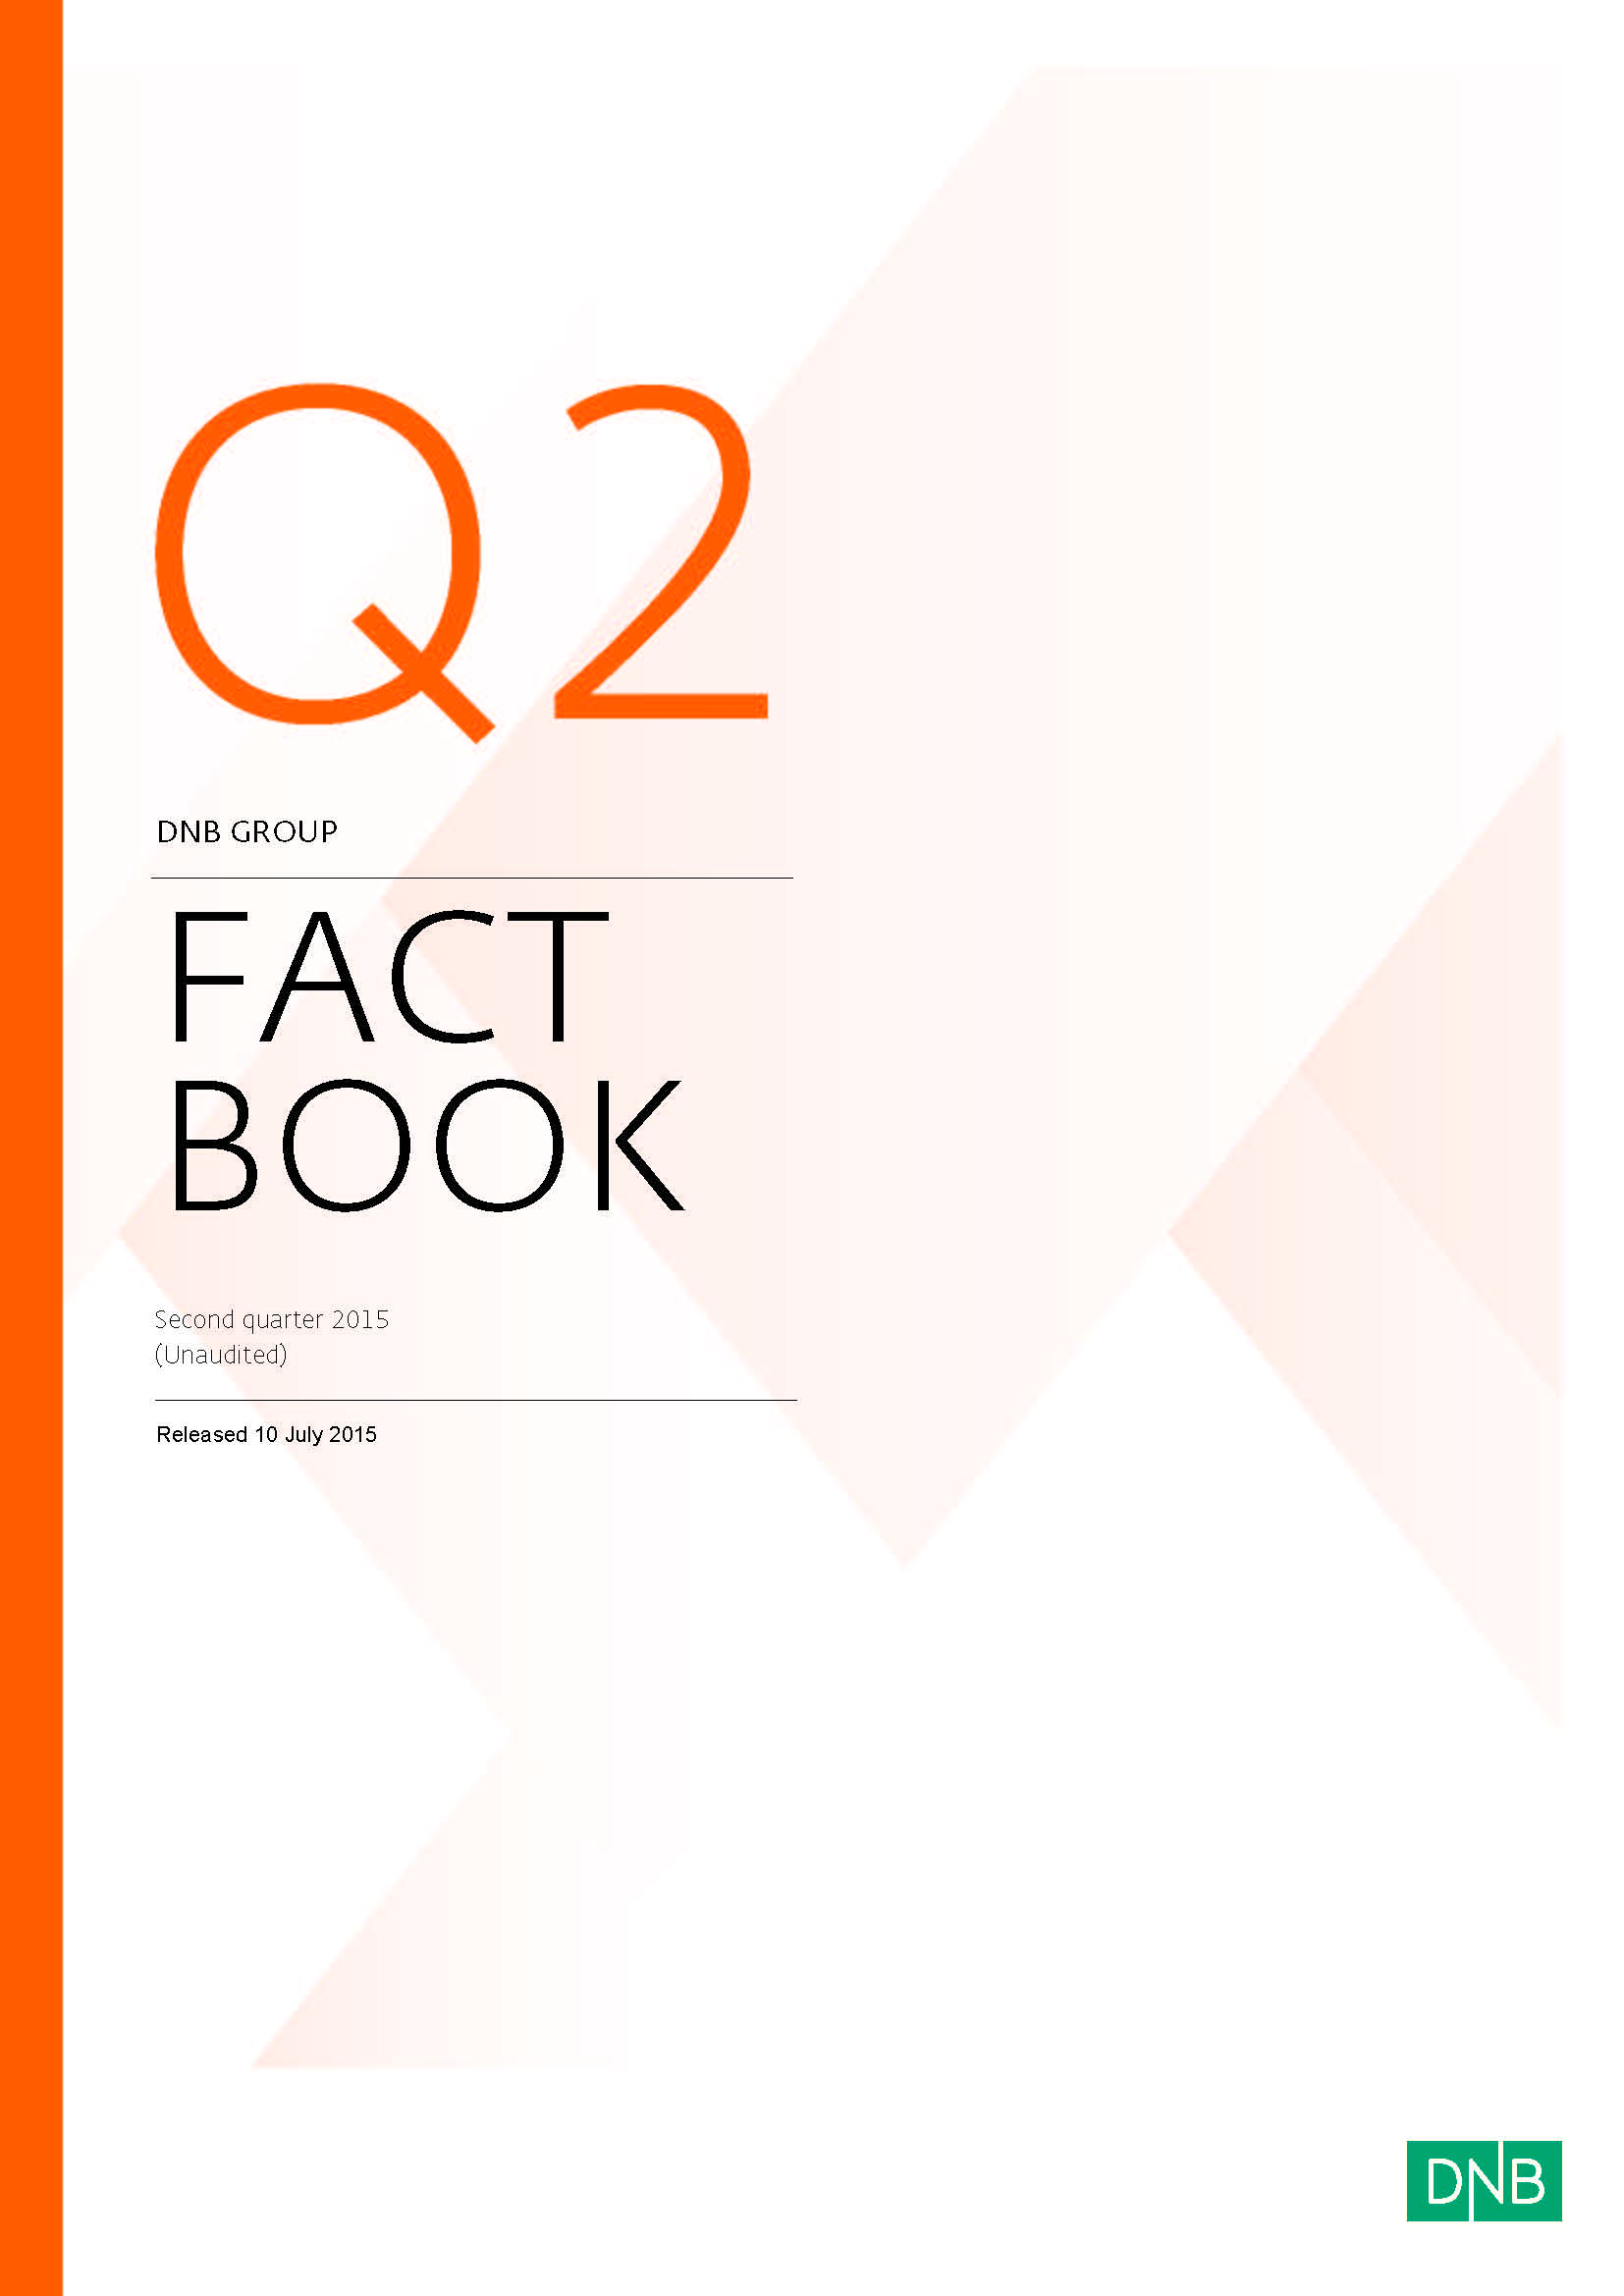 Q2
DNB GROUP
FACT
BOOK
Second quarter 2015
(Unaudited)
Released 10 July 2015
DNB